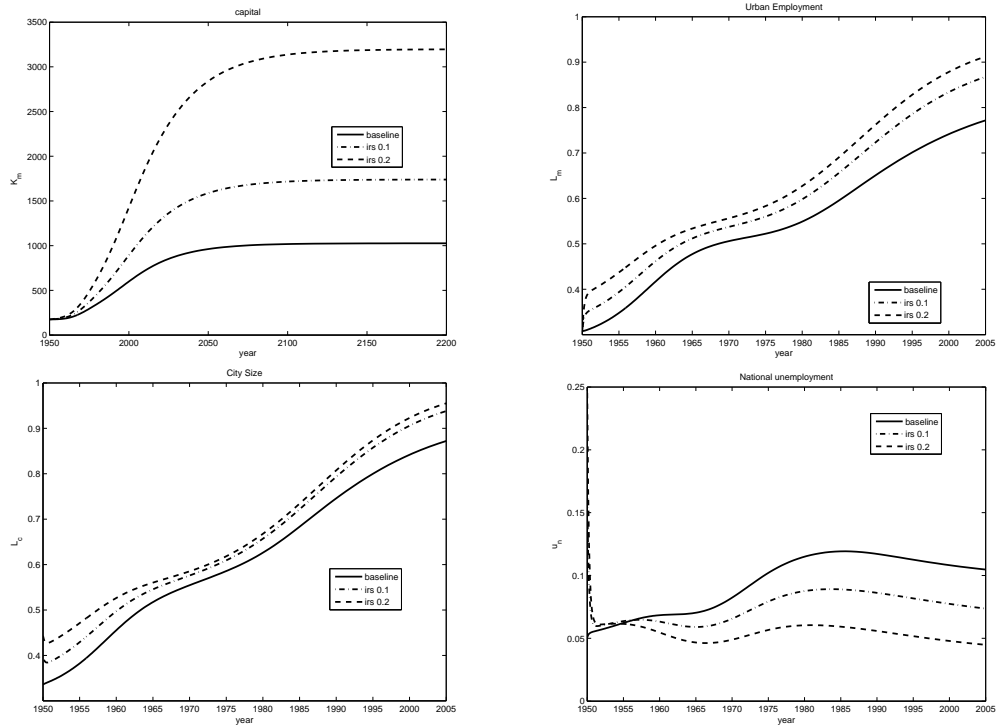 capital
3500
3000
2500
3000
1500
1000
500
0
K_m
1950 2000 2050 2100 2150 2200
year
baseline
irs 0.1
irs 0.2
Urban Employment
1
0.9
0.8
0.7
0.6
0.5
0.4
L_m
1950 1955 1960 1965 1970 1975 1980 1985 1990 1995 2000 2005
year
baseline
irs 0.1
irs 0.2
City Size
1
0.9
0.8
0.7
0.6
0.5
0.4
L_c
1950 1955 1960 1965 1970 1975 1980 1985 1990 1995 2000 2005
year
baseline
irs 0.1
irs 0.2
National unemployment
0.25
0.2
0.15
0.1
0.05
0
u_n
1950 1955 1960 1965 1970 1975 1980 1985 1990 1995 2000 2005
year
baseline
irs 0.1
irs 0.2